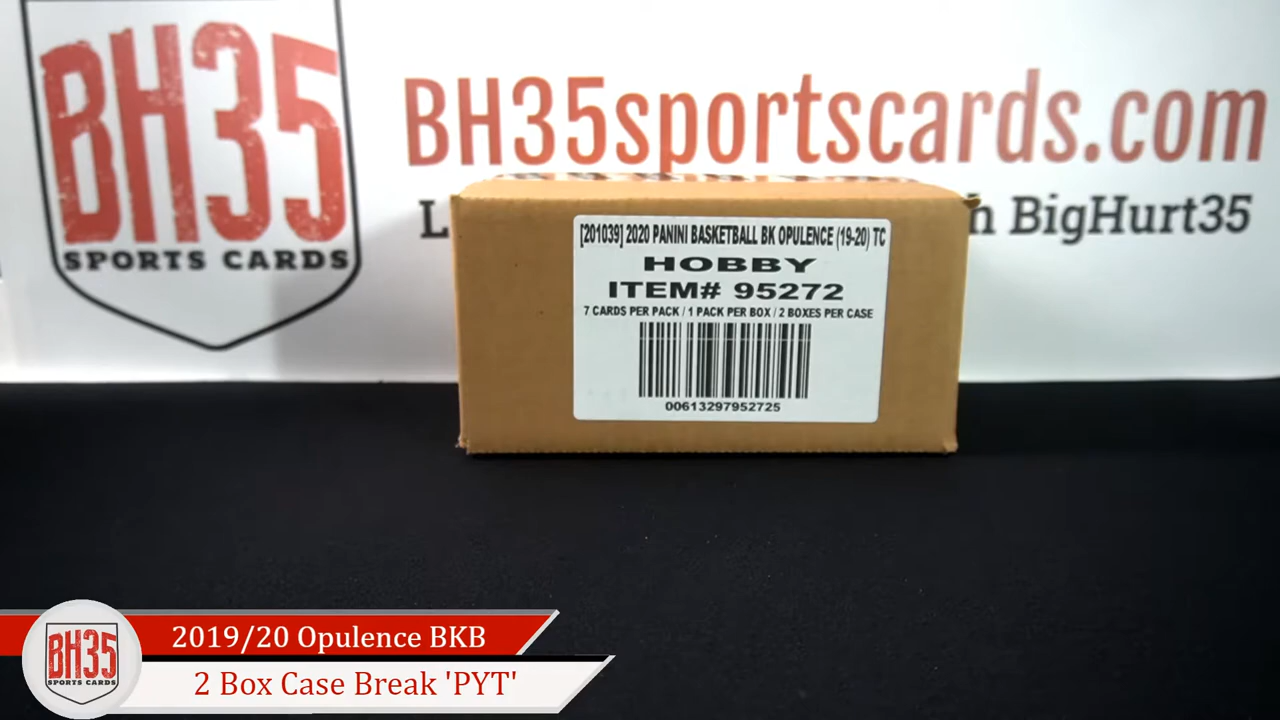 BH35
SPORTS CARDS
BH35sportscards.com
BigHurt35
[201039] 2020 PANINI BASKETBALL BK OPULENCE (19-20) TC
HOBBY
ITEM# 95272
7 CARDS PER PACK / 1 PACK PER BOX / 2 BOXES PER CASE
00613297952725
BH35
SPORTS CARDS
2019/20 Opulence BKB
2 Box Case Break 'PYT'